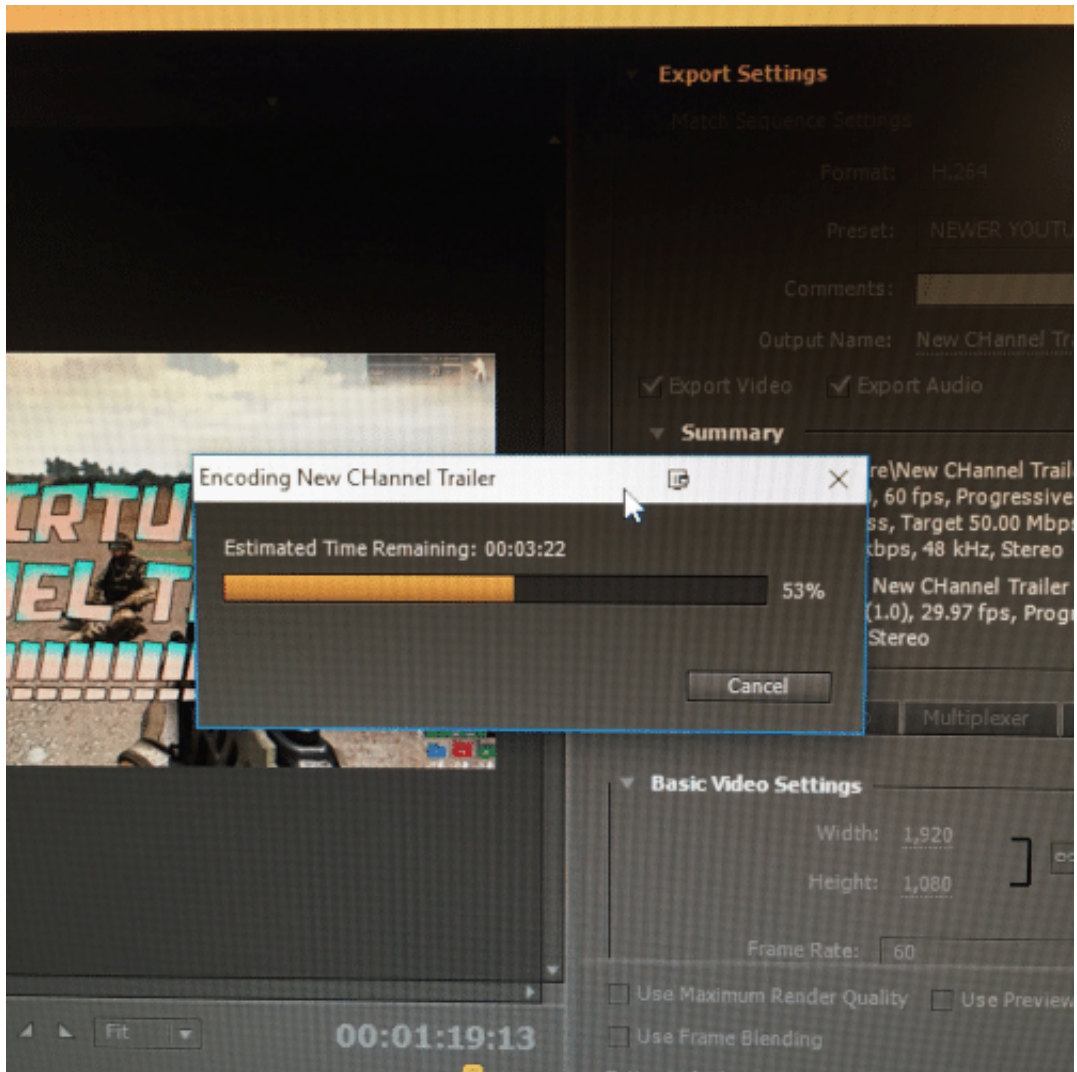 Export Settings
Match Sequence Settings
Format: H.264
Preset: NEWER YOUTU
Comments:
Output Name: New CHannel Tra
Export Video Export Audio
Summary
re\New CHannel Trail
, 60 fps, Progressive
ss, Target 50.00 Mbps
kbps, 48 kHz, Stereo
New CHannel Trailer
(1.0), 29.97 fps, Progr
Stereo
IRTU
NEL T
Encoding New CHannel Trailer
Estimated Time Remaining: 00:03:22
53%
Cancel
Multiplexer
Basic Video Settings
Width: 1,920
Height: 1,080
Frame Rate: 60
Use Maximum Render Quality Use Preview
Use Frame Blending
Fit 00:01:19:13